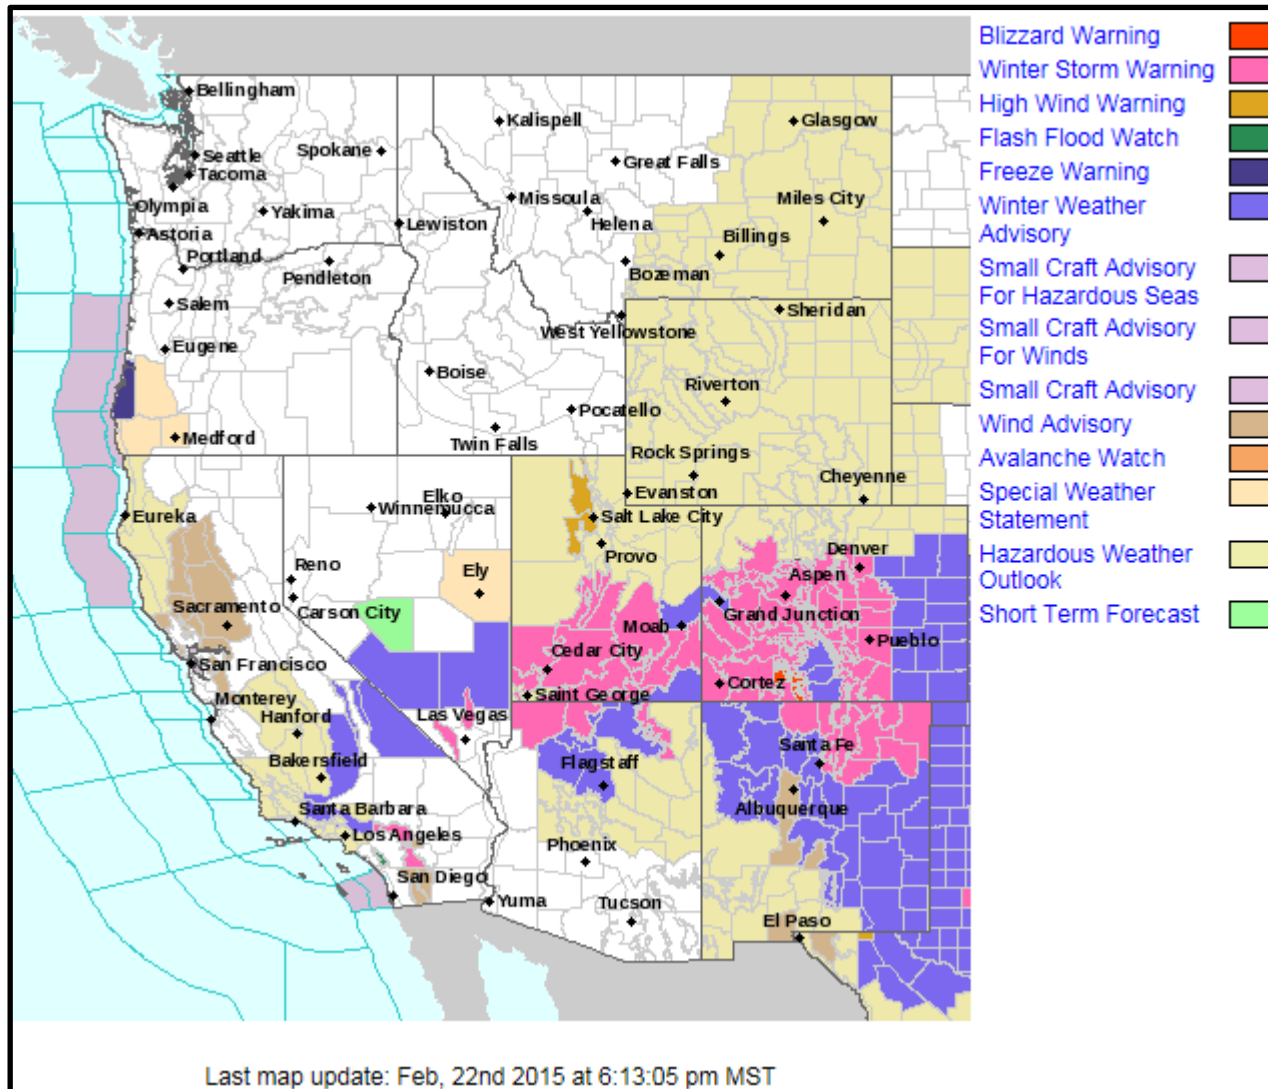 Bellingham
Kalispell
Glasgow
Seattle
Spokane
Great Falls
Tacoma
Missoula
Miles City
Olympia
Yakima
Lewiston
Helena
Astoria
Billings
Portland
Pendleton
Bozeman
Salem
Sheridan
West Yellowstone
Eugene
Boise
Riverton
Pocatello
Medford
Twin Falls
Rock Springs
Cheyenne
Elko
Evanston
Winnemucca
Eureka
Salt Lake City
Provo
Denver
Reno
Ely
Aspen
Sacramento
Carson City
Grand Junction
Moab
Pueblo
Cedar City
San Francisco
Cortez
Saint George
Monterey
Hanford
Las Vegas
Santa Fe
Bakersfield
Flagstaff
Santa Barbara
Albuquerque
Los Angeles
Phoenix
San Diego
Yuma
Tucson
El Paso
Blizzard Warning
Winter Storm Warning
High Wind Warning
Flash Flood Watch
Freeze Warning
Winter Weather
Advisory
Small Craft Advisory
For Hazardous Seas
Small Craft Advisory
For Winds
Small Craft Advisory
Wind Advisory
Avalanche Watch
Special Weather
Statement
Hazardous Weather
Outlook
Short Term Forecast
Last map update: Feb, 22nd 2015 at 6:13:05 pm MST